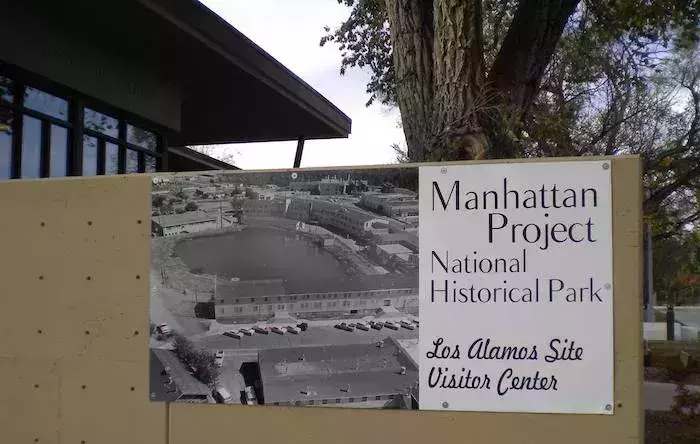 Manhattan
Project
National
Historical Park
Los Alamos Site
Visitor Center